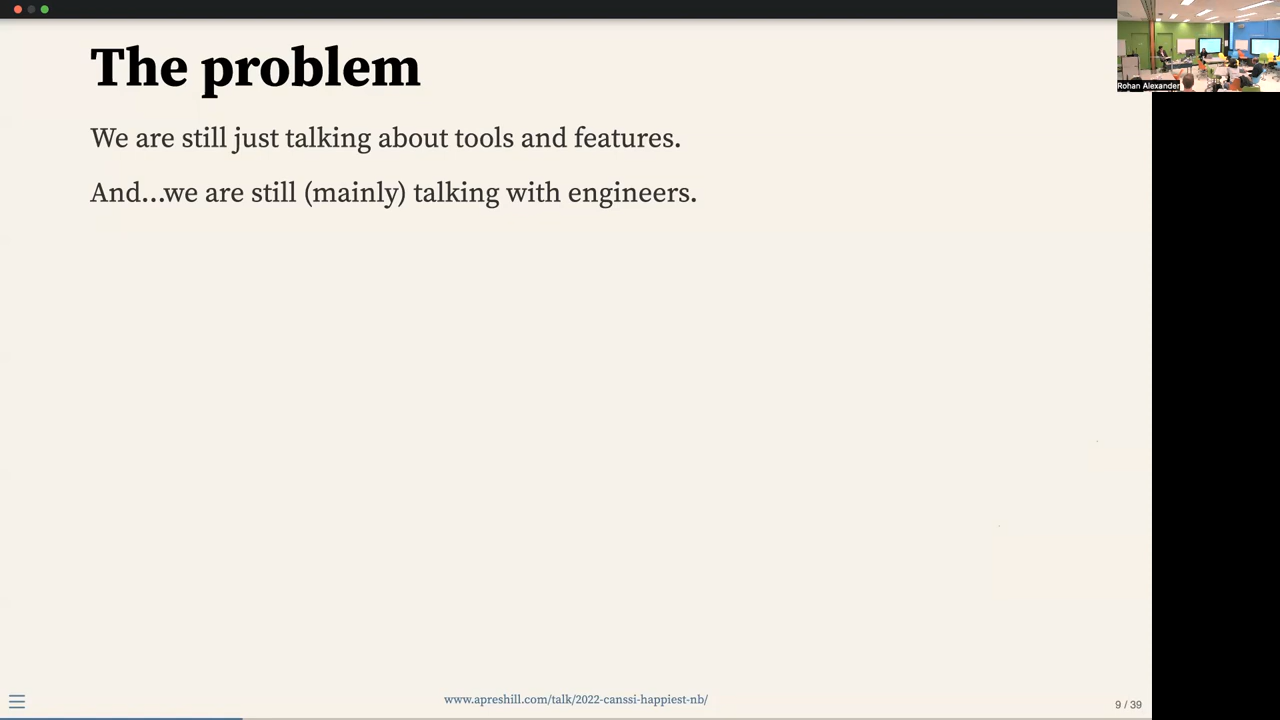 The problem
Rohan Alexander
We are still just talking about tools and features.
And...we are still (mainly) talking with engineers.
www.apreshill.com/talk/2022-canssi-happiest-nb/
9 / 39